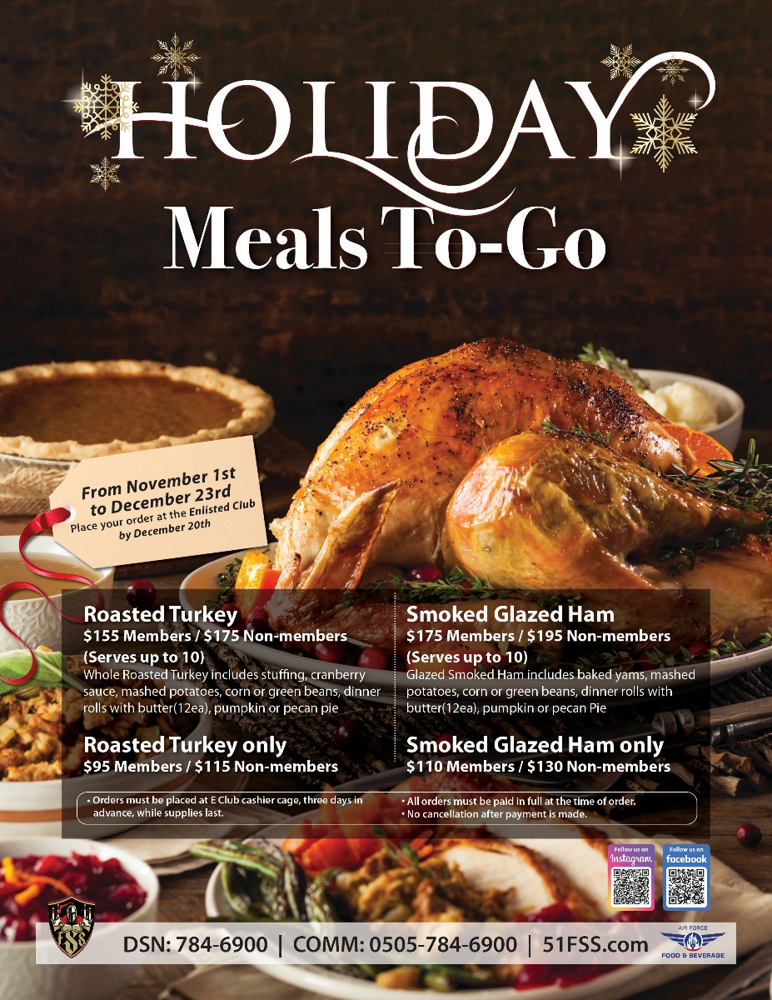 HOLIDAY
Meals To-Go
From November 1st
to December 23rd
Place your order at the Enlisted Club
by December 20th
Roasted Turkey
$155 Members / $175 Non-members
(Serves up to 10)
Whole Roasted Turkey includes stuffing, cranberry
sauce, mashed potatoes, corn or green beans, dinner
rolls with butter(12ea), pumpkin or pecan pie
Roasted Turkey only
$95 Members / $115 Non-members
Smoked Glazed Ham
$175 Members / $195 Non-members
(Serves up to 10)
Glazed Smoked Ham includes baked yams, mashed
potatoes, corn or green beans, dinner rolls with
butter(12ea), pumpkin or pecan Pie
Smoked Glazed Ham only
$110 Members / $130 Non-members
• Orders must be placed at E Club cashier cage, three days in
advance, while supplies last.
• All orders must be paid in full at the time of order.
• No cancellation after payment is made.
Follow us on
Instagram
Follow us on
facebook
FSS
DSN: 784-6900 | COMM: 0505-784-6900 | 51FSS.com
AIR FORCE
FOOD & BEVERAGE